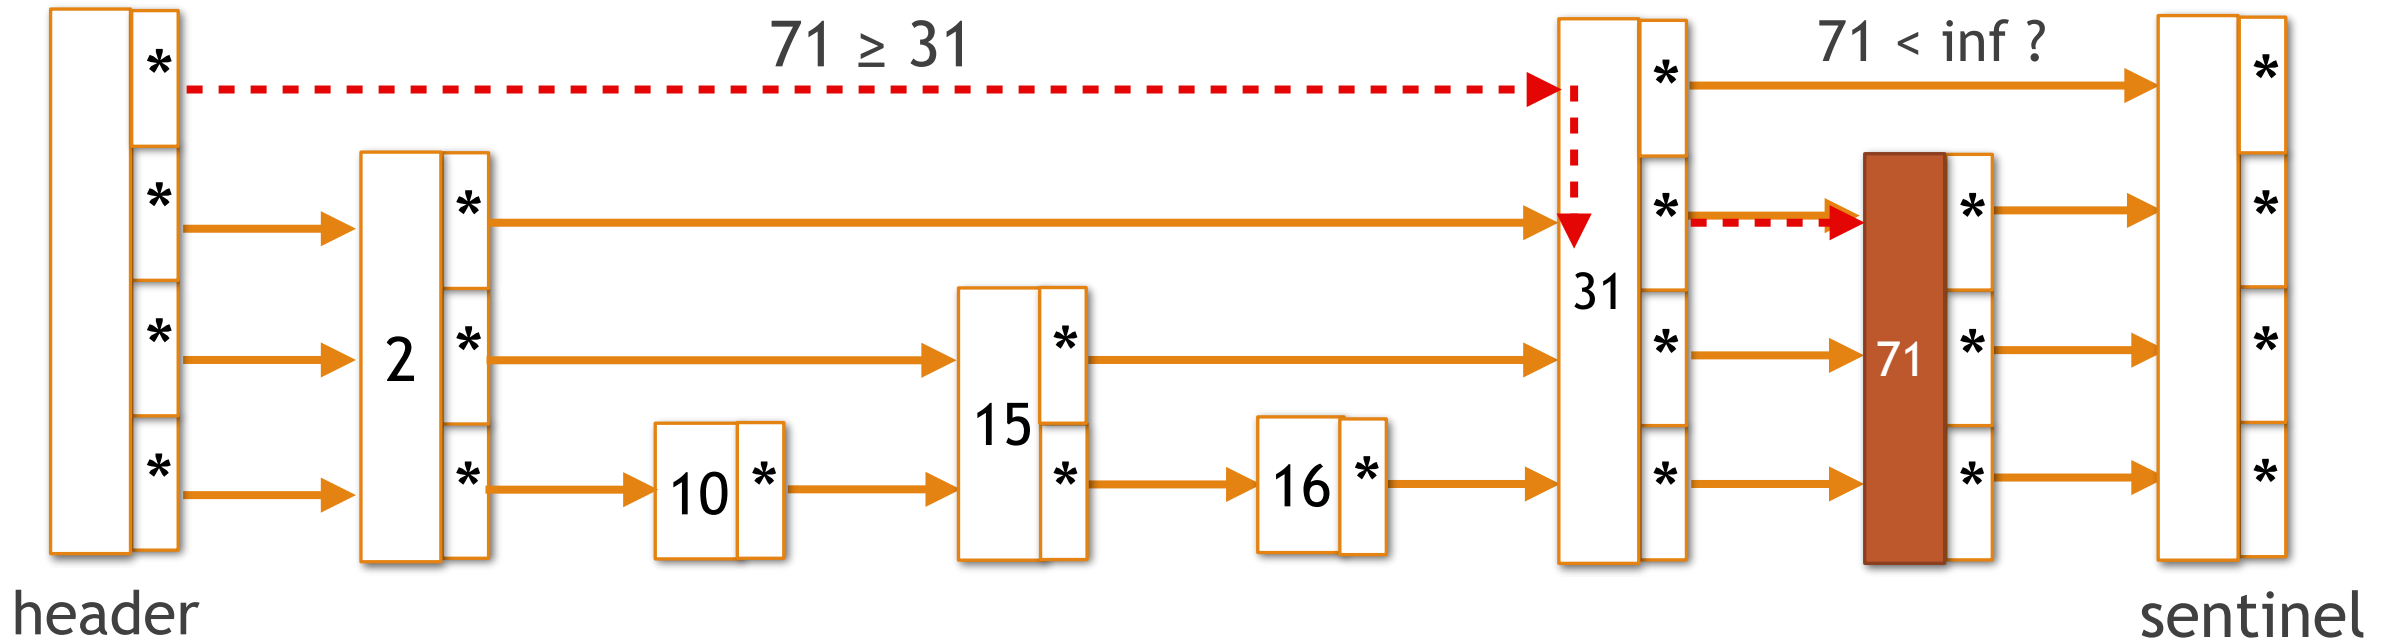 71 ≥ 31
71 < inf ?
* * *
* * * * *
* * * * * *
* * * * * * * *
2
10
15
16
31
71
header
sentinel